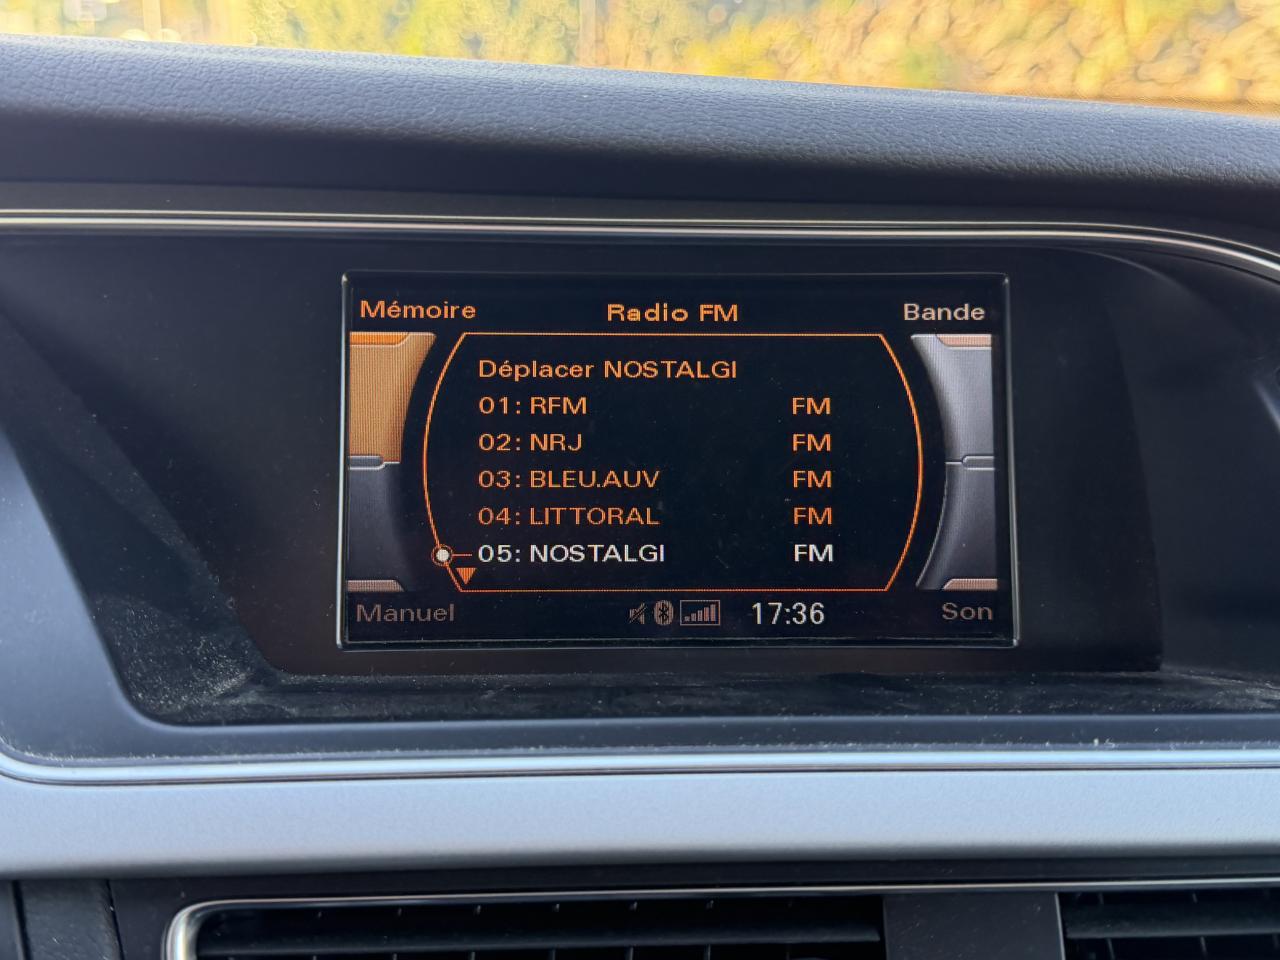 Mémoire Radio FM Bande
Déplacer NOSTALGI
01: RFM FM
02: NRJ FM
03: BLEU.AUV FM
04: LITTORAL FM
05: NOSTALGI FM
Manuel 17:36 Son